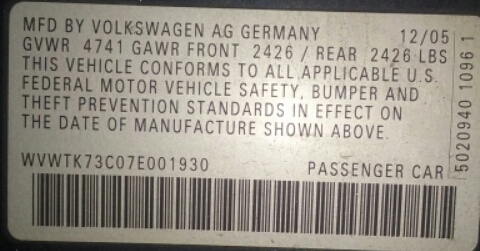 MFD BY VOLKSWAGEN AG GERMANY 12/05
GVWR 4741 GAWR FRONT 2426 / REAR 2426 LBS
THIS VEHICLE CONFORMS TO ALL APPLICABLE U.S.
FEDERAL MOTOR VEHICLE SAFETY, BUMPER AND
THEFT PREVENTION STANDARDS IN EFFECT ON
THE DATE OF MANUFACTURE SHOWN ABOVE.
WVWTK73C07E001930 PASSENGER CAR
5020940 1096 1